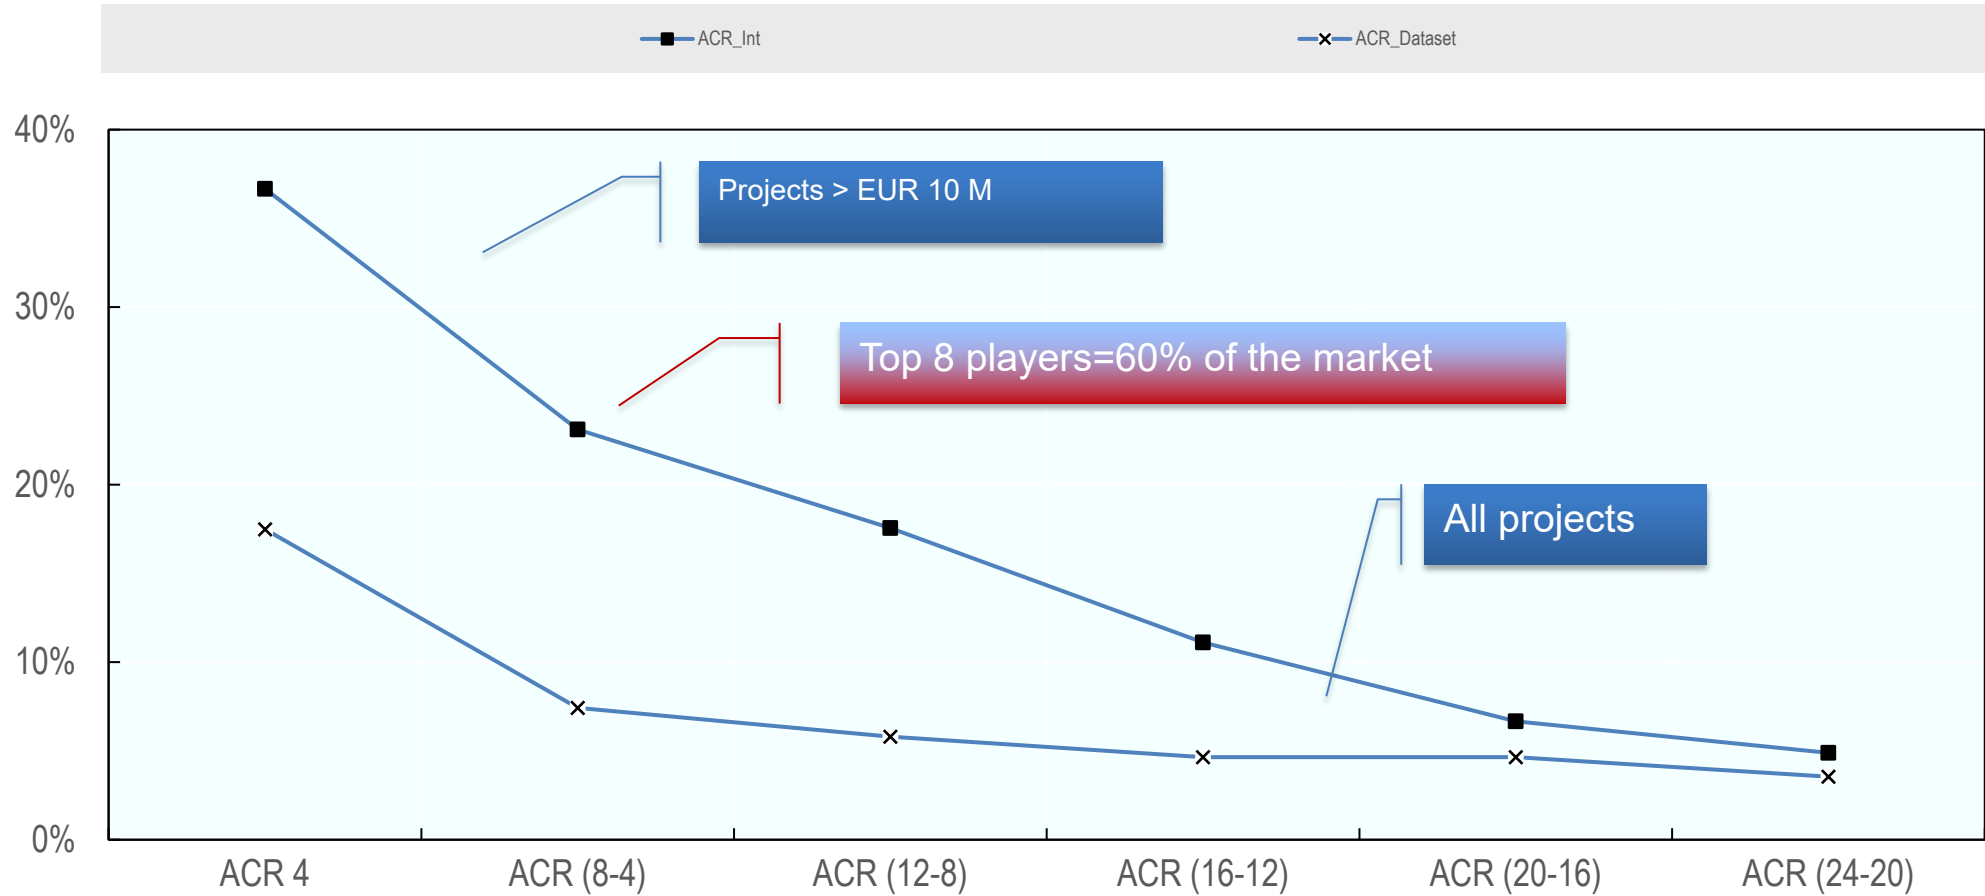 ACR_Int
ACR_Dataset
40%
30%
20%
10%
0%
Projects > EUR 10 M
Top 8 players=60% of the market
All projects
ACR 4
ACR (8-4)
ACR (12-8)
ACR (16-12)
ACR (20-16)
ACR (24-20)